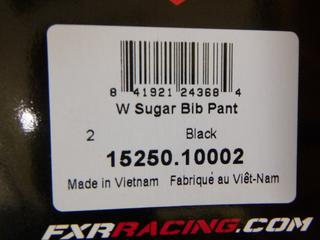 8 41921 24368 4
W Sugar Bib Pant
2 Black
15250.10002
Made in Vietnam Fabriqué au Viêt-Nam
FXRRACING.COM